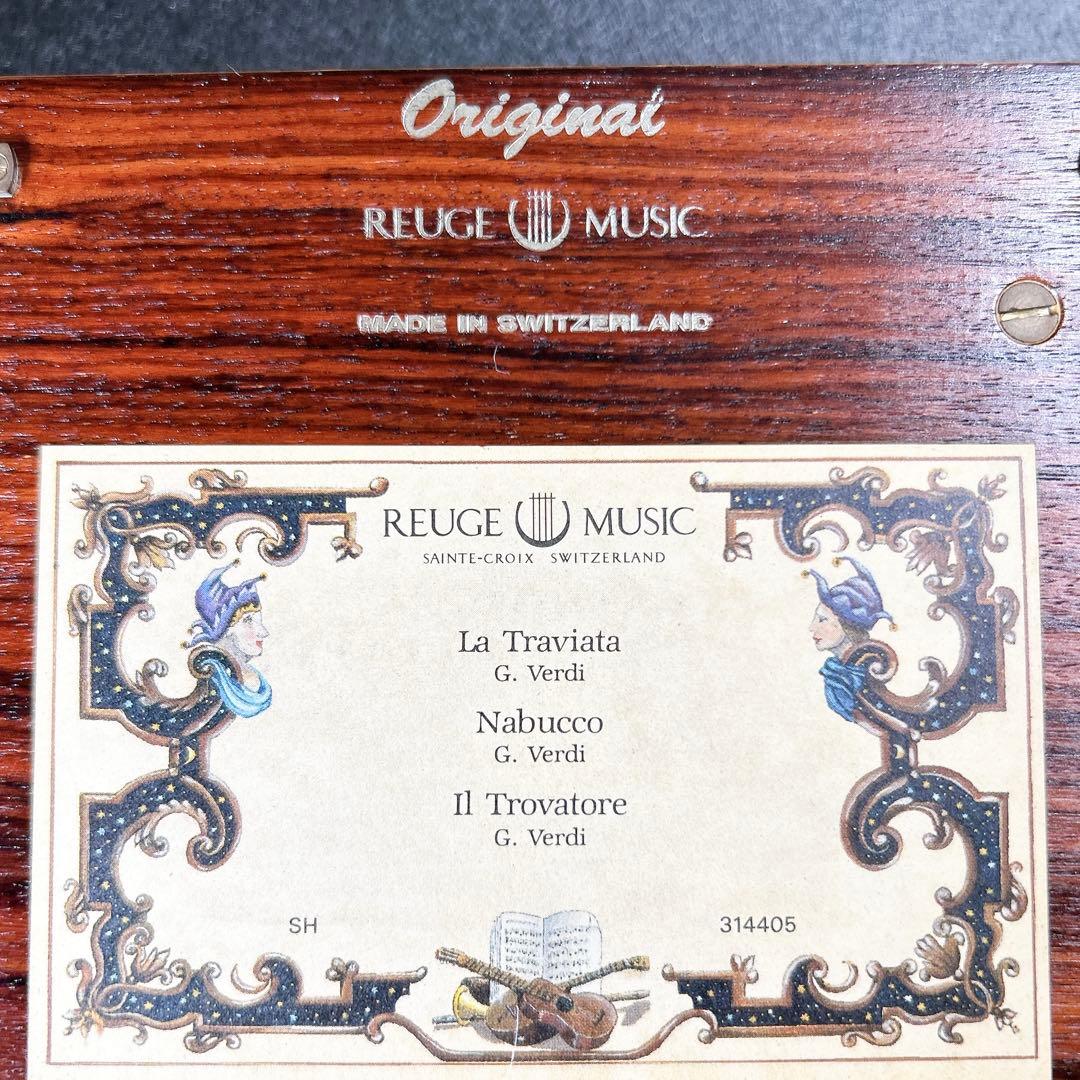 Original
REUGE MUSIC
MADE IN SWITZERLAND
REUGE MUSIC
SAINTE-CROIX SWITZERLAND
La Traviata
G. Verdi
Nabucco
G. Verdi
Il Trovatore
G. Verdi
SH 314405